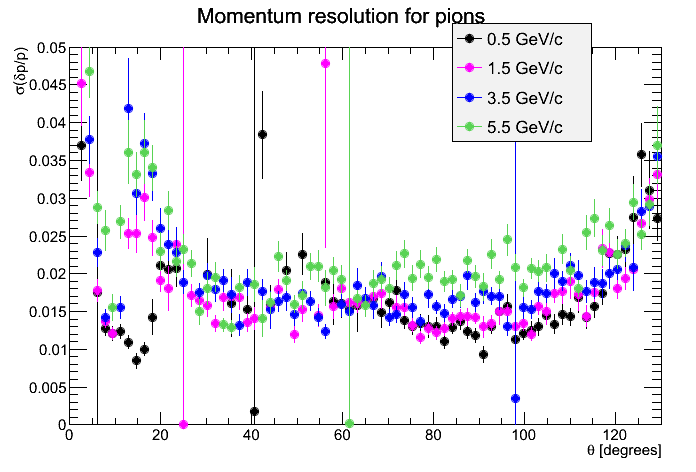 Momentum resolution for pions
σ(δp/p)
0.05
0.045
0.04
0.035
0.03
0.025
0.02
0.015
0.01
0.005
0
0 20 40 60 80 100 120
θ [degrees]
0.5 GeV/c
1.5 GeV/c
3.5 GeV/c
5.5 GeV/c